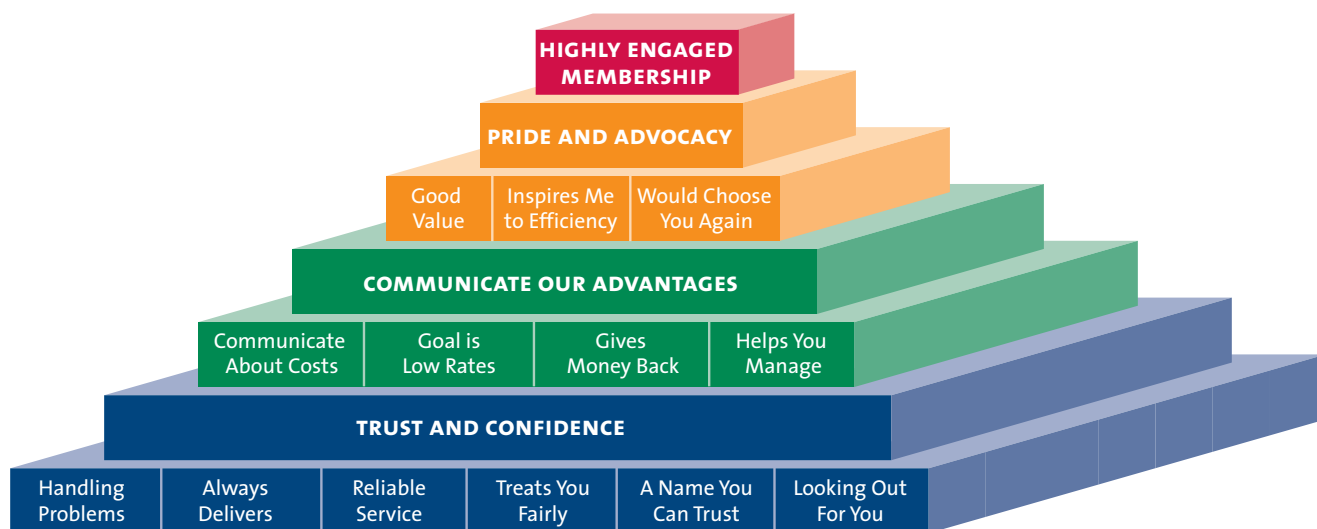 HIGHLY ENGAGED
MEMBERSHIP
PRIDE AND ADVOCACY
Good
Value
Inspires Me
to Efficiency
Would Choose
You Again
COMMUNICATE OUR ADVANTAGES
Communicate
About Costs
Goal is
Low Rates
Gives
Money Back
Helps You
Manage
TRUST AND CONFIDENCE
Handling
Problems
Always
Delivers
Reliable
Service
Treats You
Fairly
A Name You
Can Trust
Looking Out
For You